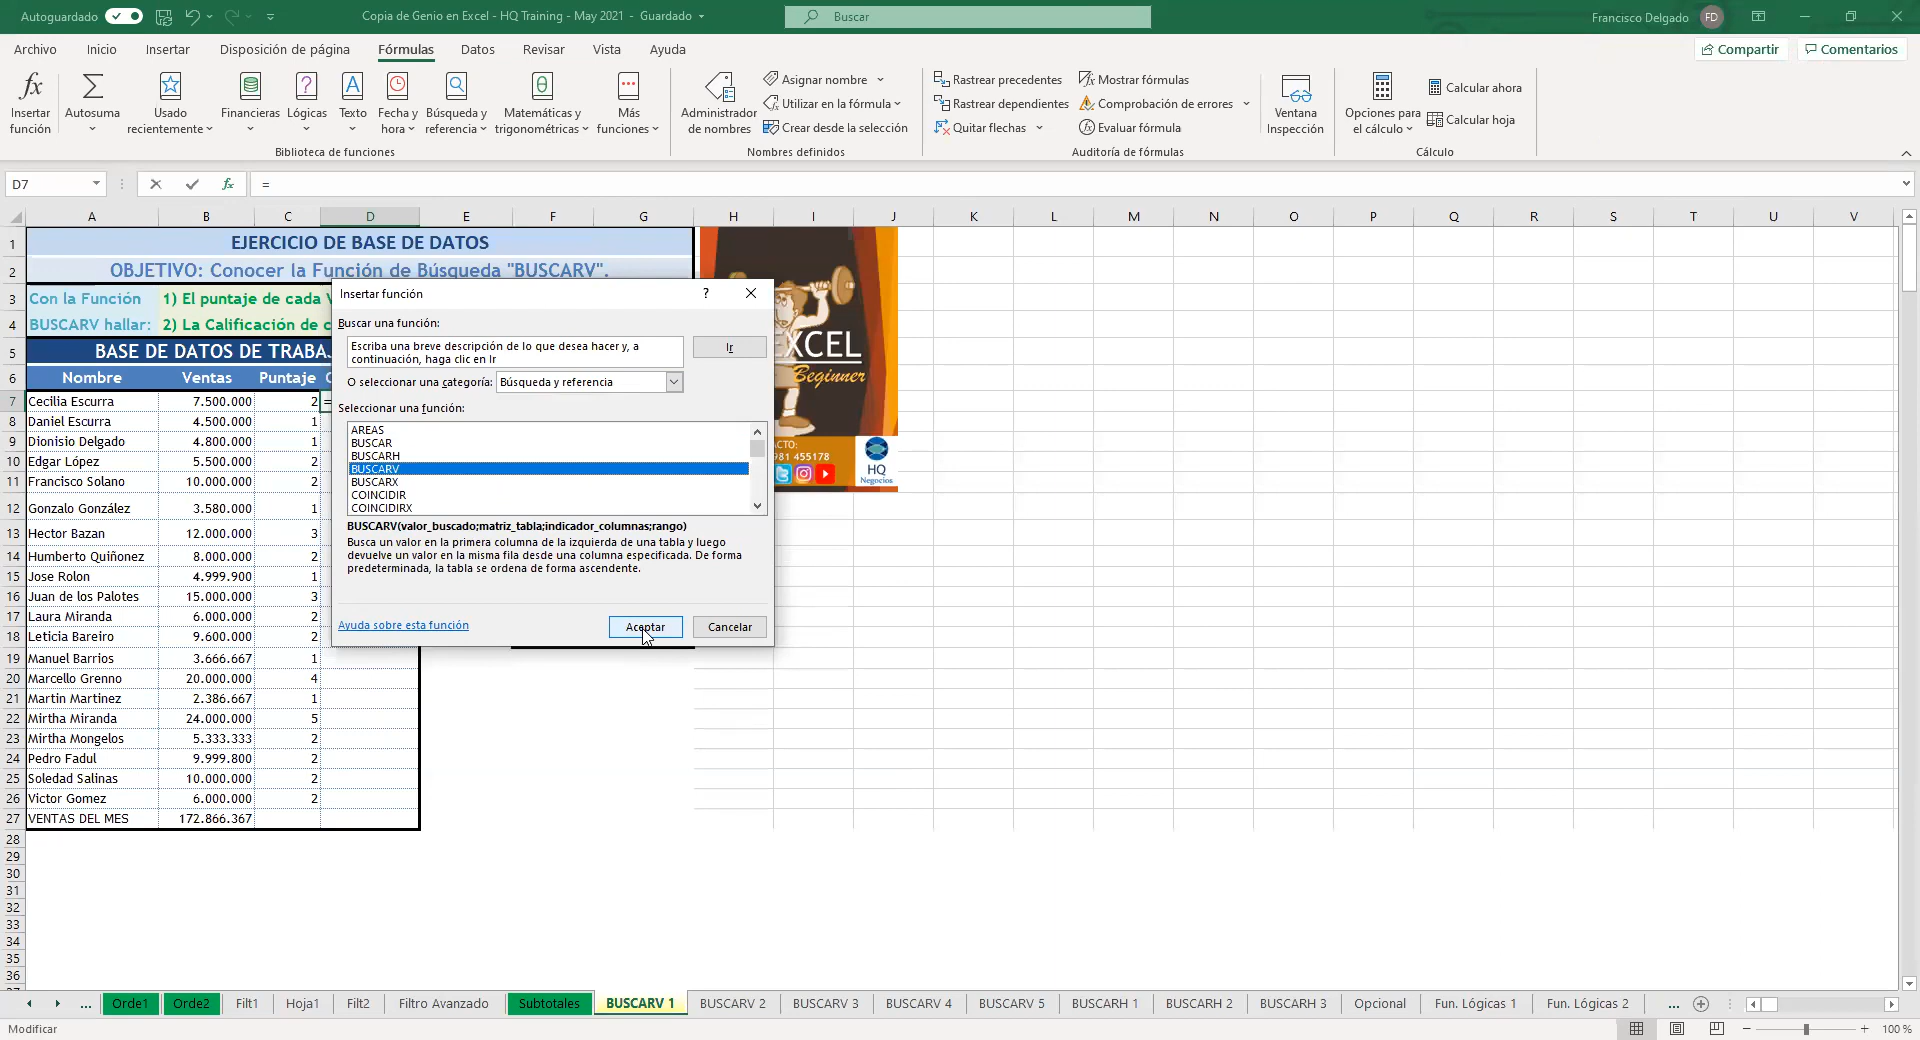 Autoguardado
Copia de Genio en Excel - HQ Training - May 2021 - Guardado
Buscar
Francisco Delgado FD
Archivo Inicio Insertar Disposición de página Fórmulas Datos Revisar Vista Ayuda
Compartir Comentarios
Insertar función
Autosuma
Usado recientemente
Financieras
Lógicas
Texto
Fecha y hora
Búsqueda y referencia
Matemáticas y trigonométricas
Más funciones
Biblioteca de funciones
Administrador de nombres
Asignar nombre
Utilizar en la fórmula
Crear desde la selección
Nombres definidos
Rastrear precedentes
Rastrear dependientes
Quitar flechas
Mostrar fórmulas
Comprobación de errores
Evaluar fórmula
Auditoría de fórmulas
Ventana Inspección
Opciones para el cálculo
Calcular ahora
Calcular hoja
Cálculo
D7 fx =
A B C D E F G H I J K L M N O P Q R S T U V
1 EJERCICIO DE BASE DE DATOS
2 OBJETIVO: Conocer la Función de Búsqueda "BUSCARV".
3 Con la Función 1) El puntaje de cada V
4 BUSCARV hallar: 2) La Calificación de c
5 BASE DE DATOS DE TRABA
6 Nombre Ventas Puntaje
7 Cecilia Escurra 7.500.000 2 =
8 Daniel Escurra 4.500.000 1
9 Dionisio Delgado 4.800.000 1
10 Edgar López 5.500.000 2
11 Francisco Solano 10.000.000 2
12 Gonzalo González 3.580.000 1
13 Hector Bazan 12.000.000 3
14 Humberto Quiñonez 8.000.000 2
15 Jose Rolon 4.999.900 1
16 Juan de los Palotes 15.000.000 3
17 Laura Miranda 6.000.000 2
18 Leticia Bareiro 9.600.000 2
19 Manuel Barrios 3.666.667 1
20 Marcello Grenno 20.000.000 4
21 Martin Martinez 2.386.667 1
22 Mirtha Miranda 24.000.000 5
23 Mirtha Mongelos 5.333.333 2
24 Pedro Fadul 9.999.800 2
25 Soledad Salinas 10.000.000 2
26 Victor Gomez 6.000.000 2
27 VENTAS DEL MES 172.866.367
28
29
30
31
32
33
34
35
36
Insertar función ?
Buscar una función:
Escriba una breve descripción de lo que desea hacer y, a
continuación, haga clic en Ir
Ir
O seleccionar una categoría: Búsqueda y referencia
Seleccionar una función:
AREAS
BUSCAR
BUSCARH
BUSCARV
BUSCARX
COINCIDIR
COINCIDIRX
BUSCARV(valor_buscado;matriz_tabla;indicador_columnas;rango)
Busca un valor en la primera columna de la izquierda de una tabla y luego
devuelve un valor en la misma fila desde una columna especificada. De forma
predeterminada, la tabla se ordena de forma ascendente.
Ayuda sobre esta función
Aceptar Cancelar
XCEL
Beginner
ACTO:
981 455178
HQ
Negocios
... Orde1 Orde2 Filt1 Hoja1 Filt2 Filtro Avanzado Subtotales BUSCARV 1 BUSCARV 2 BUSCARV 3 BUSCARV 4 BUSCARV 5 BUSCARH 1 BUSCARH 2 BUSCARH 3 Opcional Fun. Lógicas 1 Fun. Lógicas 2 ...
Modificar
100 %